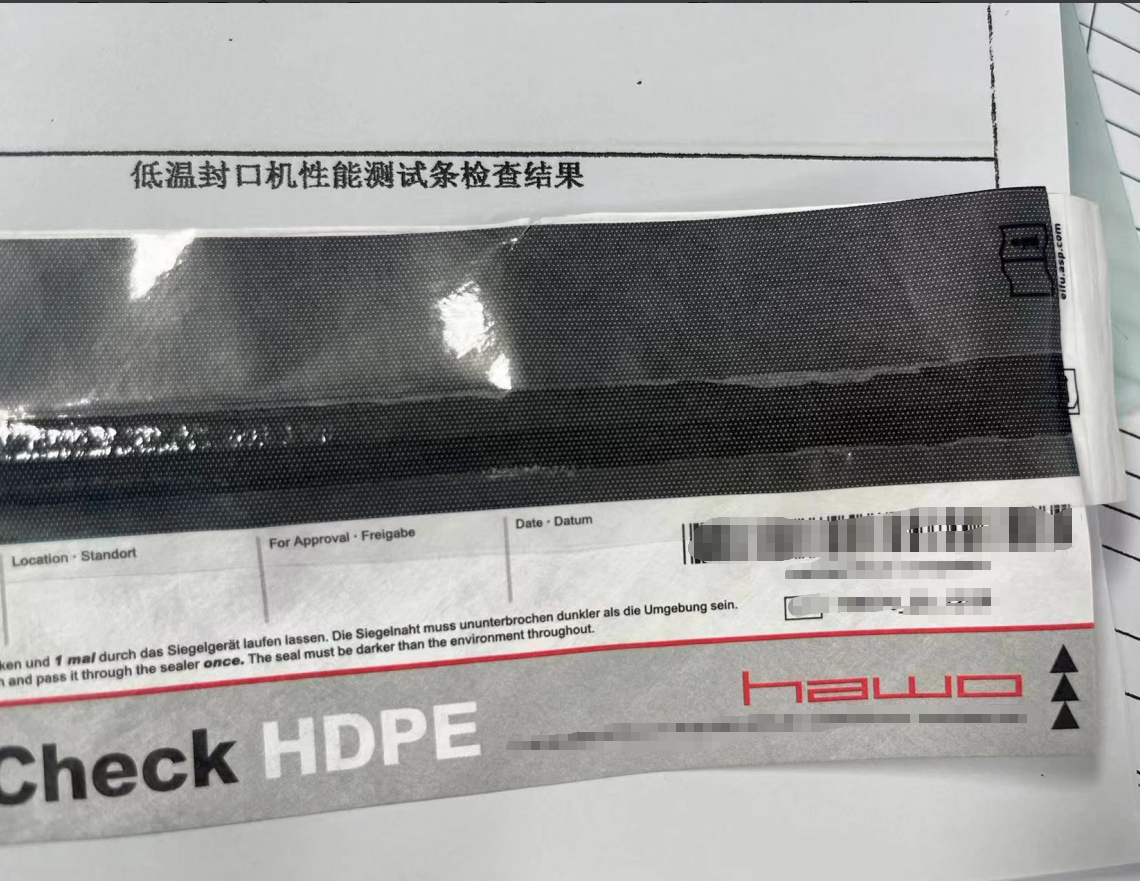 低温封口机性能测试条检查结果
eifu.asp.com
Location · Standort
For Approval · Freigabe
Date · Datum
ken und 1 mal durch das Siegelgerät laufen lassen. Die Siegelnaht muss ununterbrochen dunkler als die Umgebung sein.
and pass it through the sealer once. The seal must be darker than the environment throughout.
hawo
Check HDPE